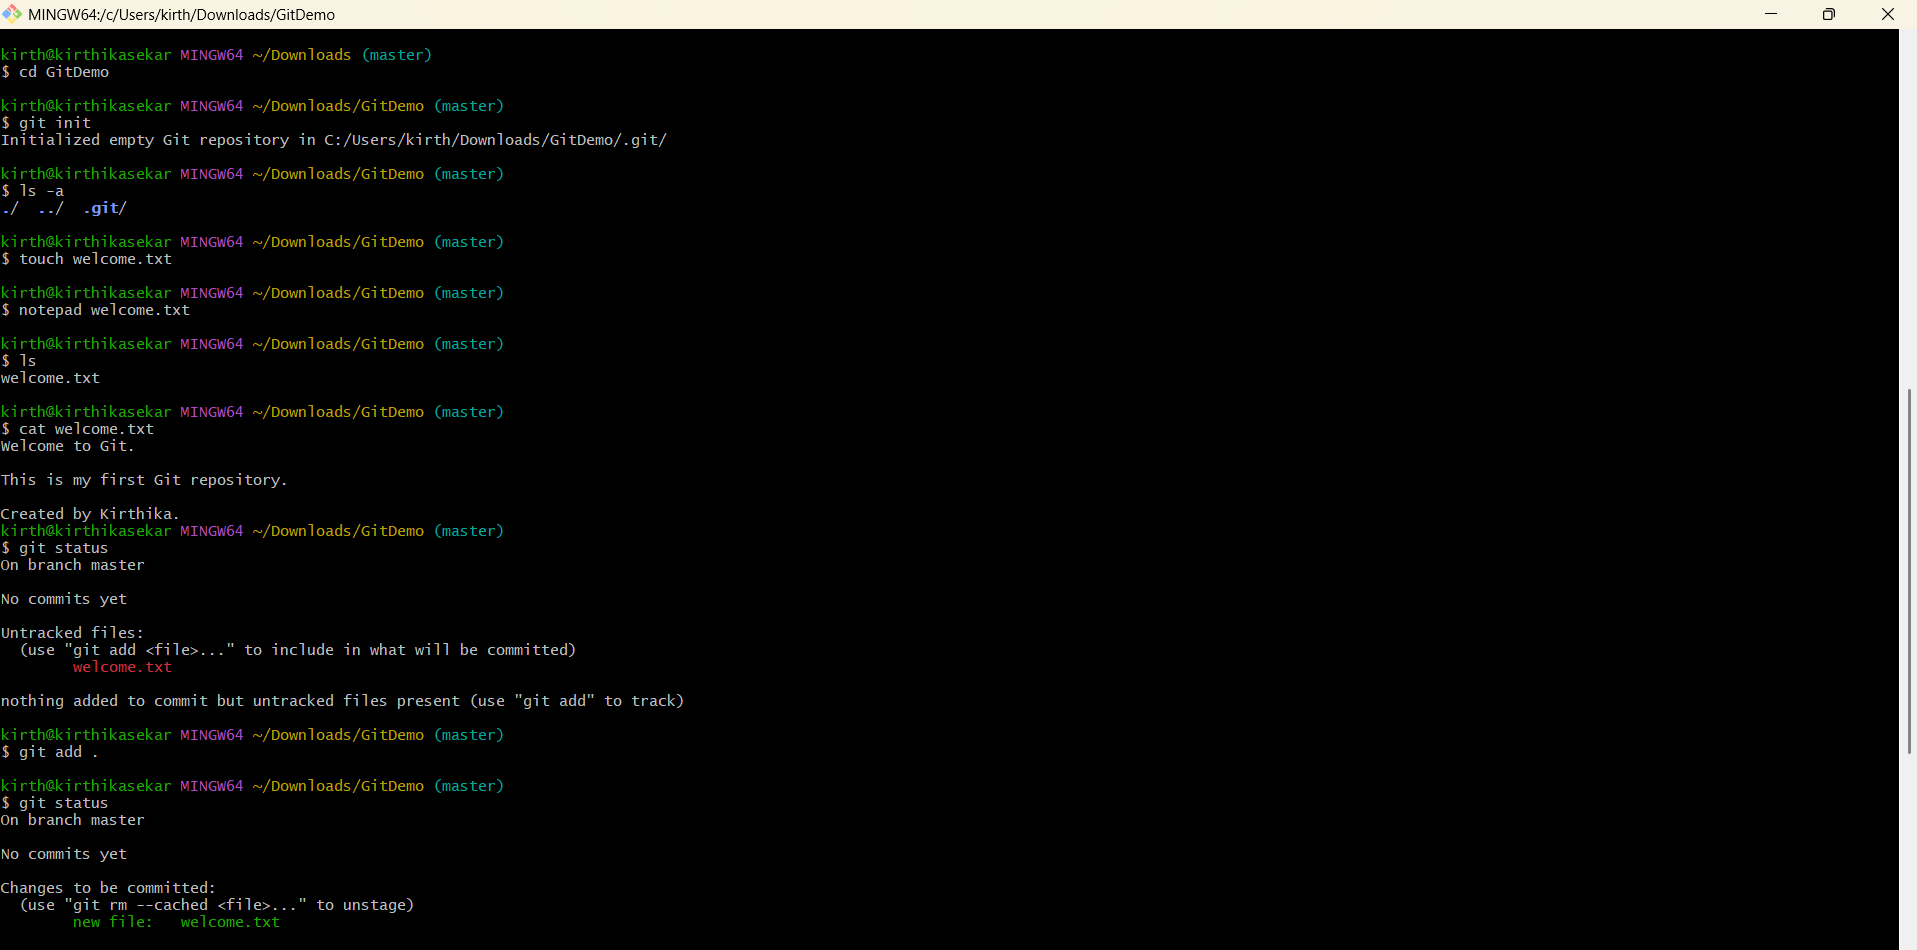 MINGW64:/c/Users/kirth/Downloads/GitDemo
kirth@kirthikasekar MINGW64 ~/Downloads (master)
$ cd GitDemo
kirth@kirthikasekar MINGW64 ~/Downloads/GitDemo (master)
$ git init
Initialized empty Git repository in C:/Users/kirth/Downloads/GitDemo/.git/
kirth@kirthikasekar MINGW64 ~/Downloads/GitDemo (master)
$ ls -a
./  ../  .git/
kirth@kirthikasekar MINGW64 ~/Downloads/GitDemo (master)
$ touch welcome.txt
kirth@kirthikasekar MINGW64 ~/Downloads/GitDemo (master)
$ notepad welcome.txt
kirth@kirthikasekar MINGW64 ~/Downloads/GitDemo (master)
$ ls
welcome.txt
kirth@kirthikasekar MINGW64 ~/Downloads/GitDemo (master)
$ cat welcome.txt
Welcome to Git.
This is my first Git repository.
Created by Kirthika.
kirth@kirthikasekar MINGW64 ~/Downloads/GitDemo (master)
$ git status
On branch master
No commits yet
Untracked files:
  (use "git add <file>..." to include in what will be committed)
        welcome.txt
nothing added to commit but untracked files present (use "git add" to track)
kirth@kirthikasekar MINGW64 ~/Downloads/GitDemo (master)
$ git add .
kirth@kirthikasekar MINGW64 ~/Downloads/GitDemo (master)
$ git status
On branch master
No commits yet
Changes to be committed:
  (use "git rm --cached <file>..." to unstage)
        new file:   welcome.txt